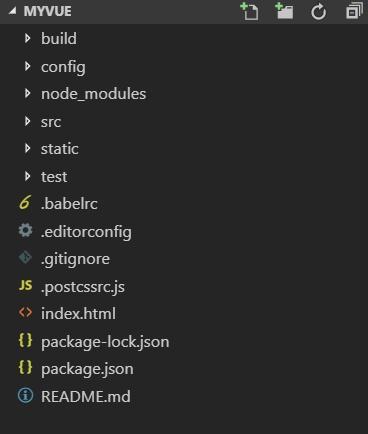 MYVUE
build
config
node_modules
src
static
test
.babelrc
.editorconfig
.gitignore
JS .postcssrc.js
<> index.html
{} package-lock.json
{} package.json
README.md